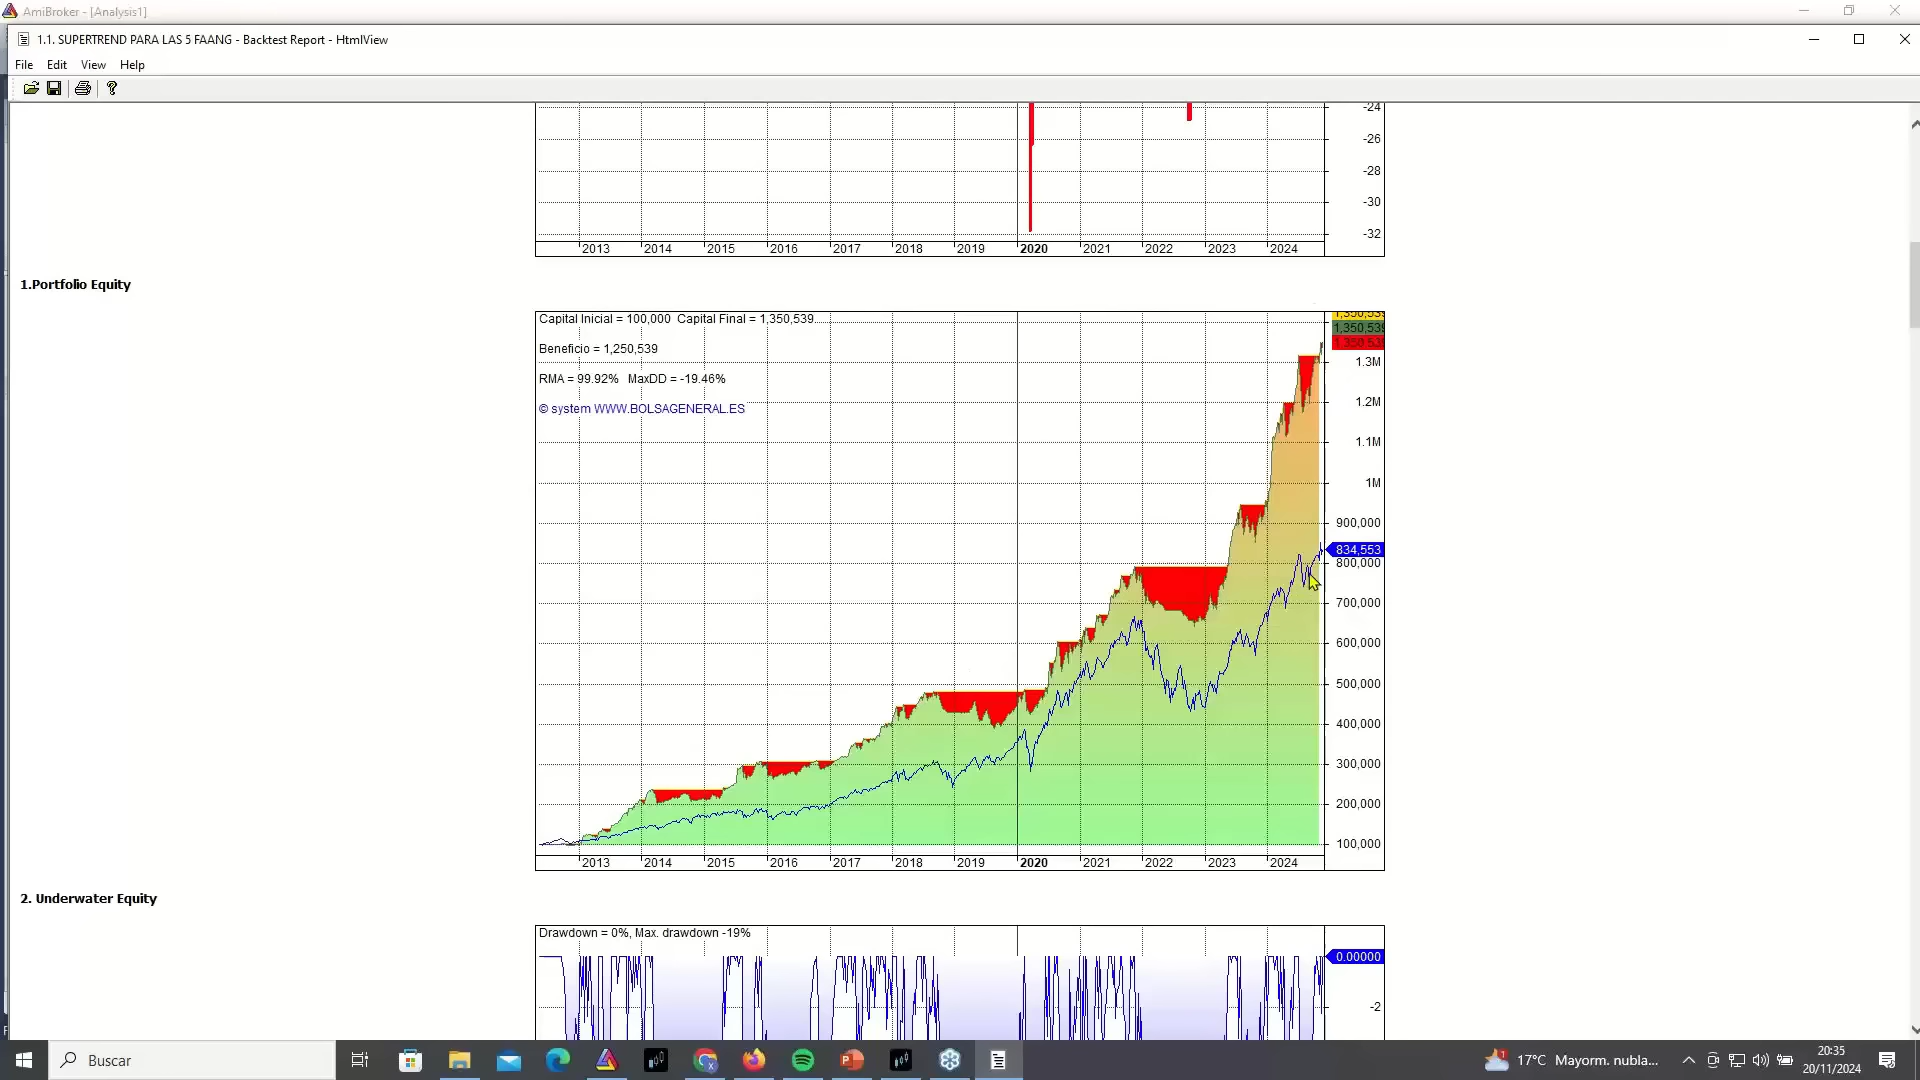 AmiBroker - [Analysis1]
1.1. SUPERTREND PARA LAS 5 FAANG - Backtest Report - HtmlView
File Edit View Help
-24
-26
-28
-30
-32
2013 2014 2015 2016 2017 2018 2019 2020 2021 2022 2023 2024
1.Portfolio Equity
Capital Inicial = 100,000 Capital Final = 1,350,539
Beneficio = 1,250,539
RMA = 99.92% MaxDD = -19.46%
© system WWW.BOLSAGENERAL.ES
1,350,539
1,350,539
1,350,539
1.3M
1.2M
1.1M
1M
900,000
834,553
800,000
700,000
600,000
500,000
400,000
300,000
200,000
100,000
2013 2014 2015 2016 2017 2018 2019 2020 2021 2022 2023 2024
2. Underwater Equity
Drawdown = 0%, Max. drawdown -19%
0.00000
-2
Buscar
17°C Mayorm. nubla...
20:35
20/11/2024